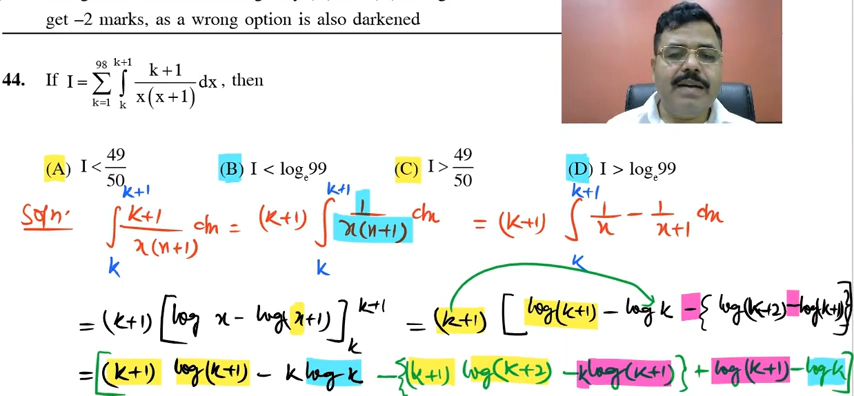 get –2 marks, as a wrong option is also darkened
44. If I = ∑_{k=1}^{98} ∫_k^{k+1} (k+1)/(x(x+1)) dx, then
(A) I < 49/50 (B) I < log_e 99 (C) I > 49/50 (D) I > log_e 99
Soln: ∫_k^{k+1} (k+1)/(x(x+1)) dx = (k+1) ∫_k^{k+1} 1/(x(x+1)) dx = (k+1) ∫_k^{k+1} 1/x - 1/(x+1) dx
= (k+1) [log x - log(x+1)]_k^{k+1} = (k+1) [log(k+1) - log k - {log(k+2) - log(k+1)}]
= [(k+1) log(k+1) - k log k - {(k+1) log(k+2) - k log(k+1)} + log(k+1) - log k]